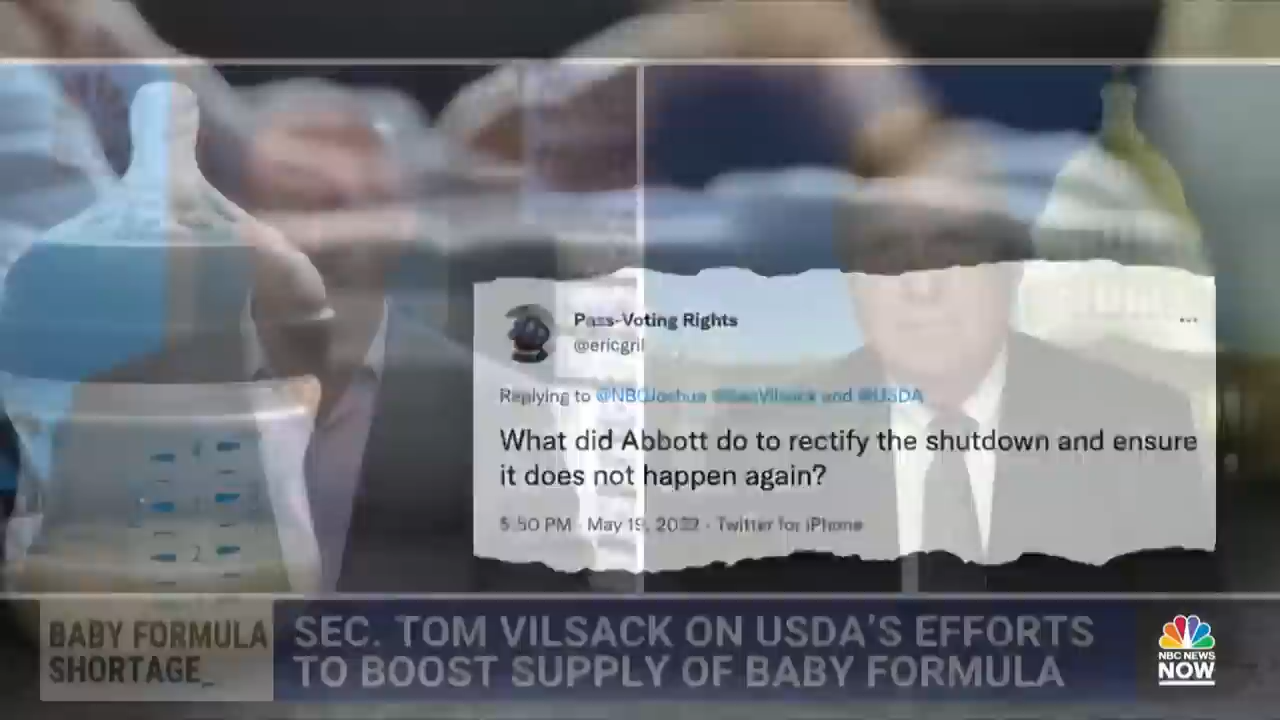 Pass-Voting Rights
...
@ericgril
Replying to @NBCJoshua @SecVilsack and @USDA
What did Abbott do to rectify the shutdown and ensure
it does not happen again?
5:50 PM · May 19, 2022 · Twitter for iPhone
2
BABY FORMULA
SHORTAGE_
SEC. TOM VILSACK ON USDA'S EFFORTS
TO BOOST SUPPLY OF BABY FORMULA
NBC NEWS
NOW